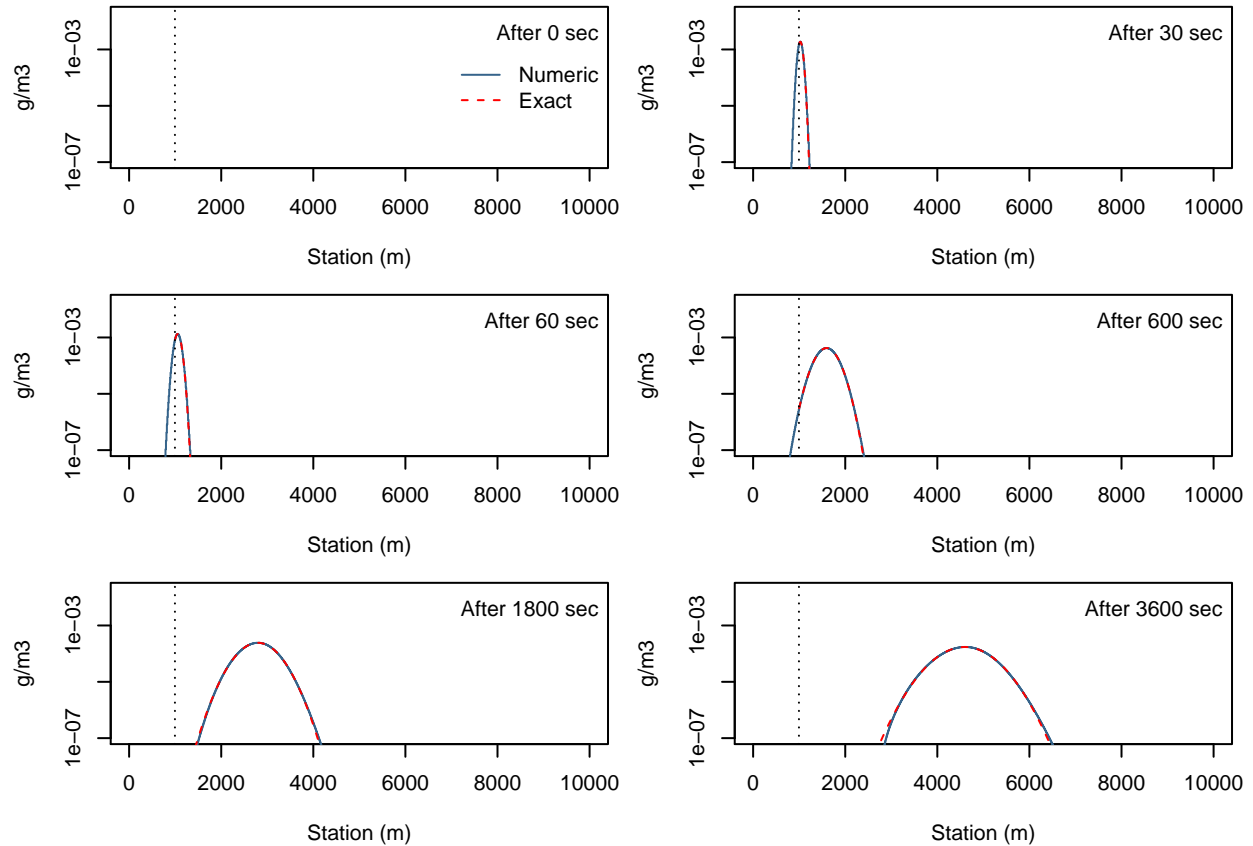 After 0 sec
Numeric
Exact
g/m3
1e−03
1e−07
0 2000 4000 6000 8000 10000
Station (m)
After 30 sec
g/m3
1e−03
1e−07
0 2000 4000 6000 8000 10000
Station (m)
After 60 sec
g/m3
1e−03
1e−07
0 2000 4000 6000 8000 10000
Station (m)
After 600 sec
g/m3
1e−03
1e−07
0 2000 4000 6000 8000 10000
Station (m)
After 1800 sec
g/m3
1e−03
1e−07
0 2000 4000 6000 8000 10000
Station (m)
After 3600 sec
g/m3
1e−03
1e−07
0 2000 4000 6000 8000 10000
Station (m)